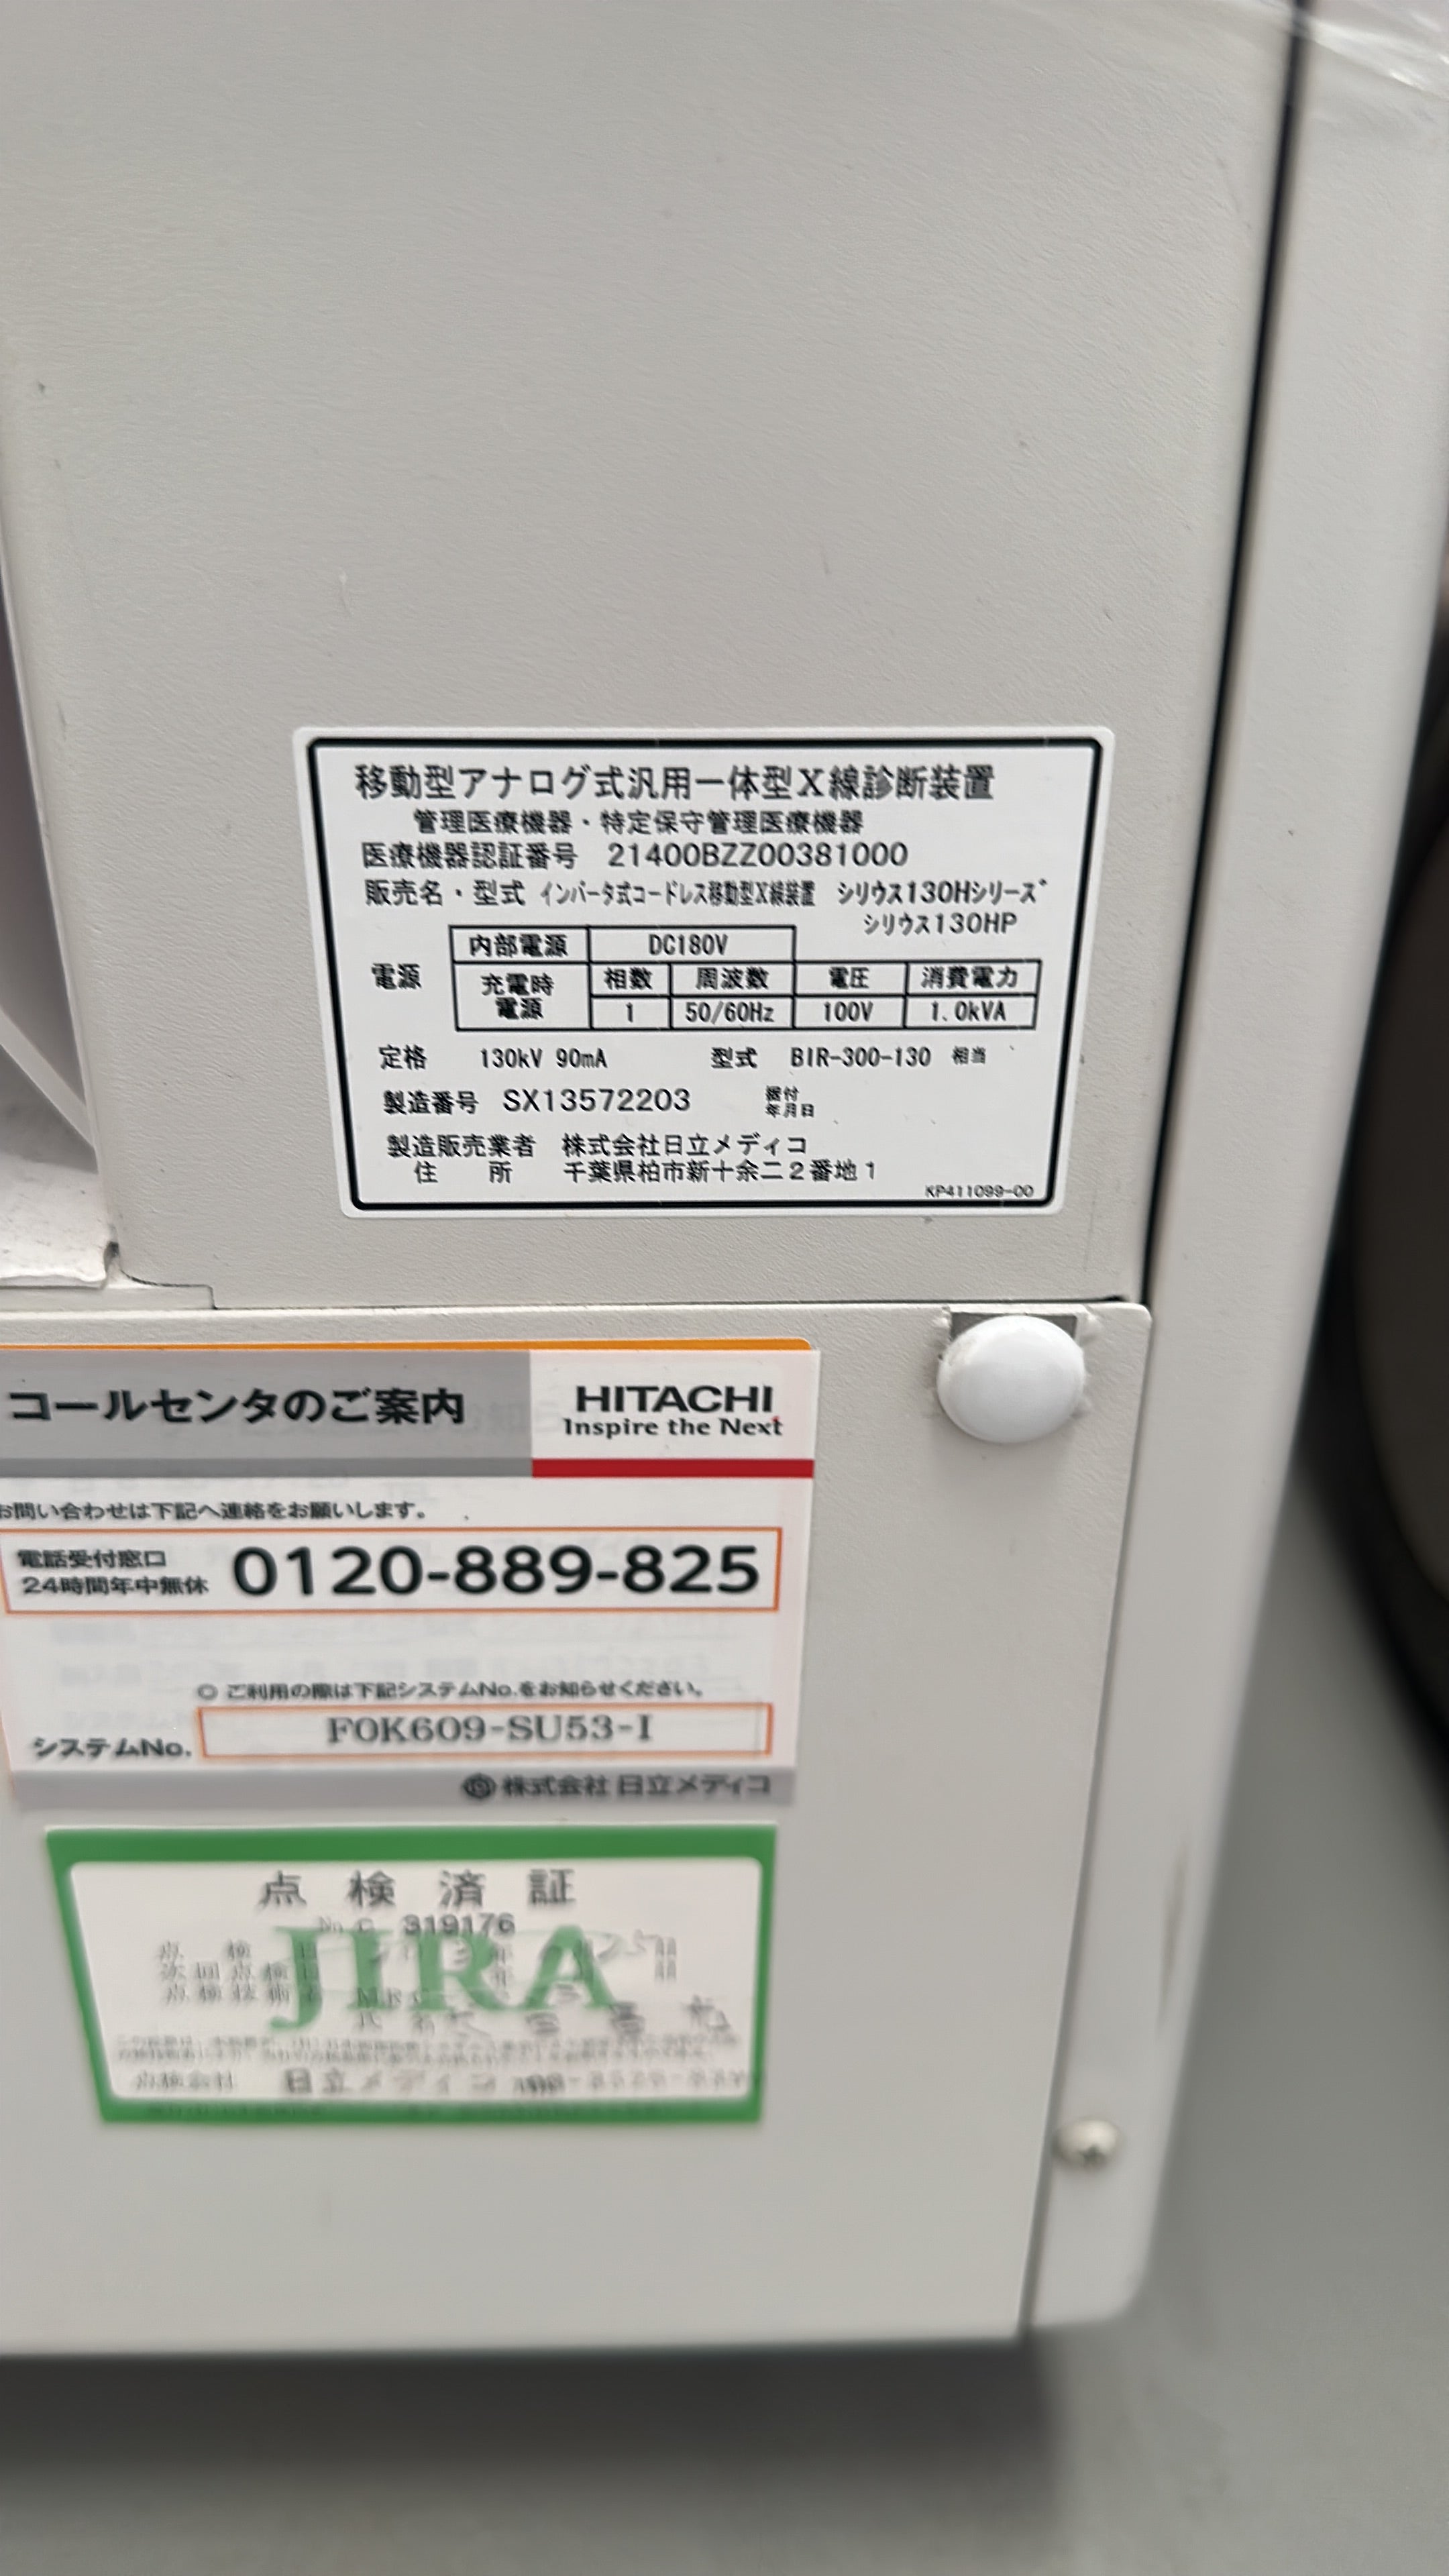 移動型アナログ式汎用一体型X線診断装置
管理医療機器・特定保守管理医療機器
医療機器認証番号 21400BZZ00381000
販売名・型式 インバータ式コードレス移動型X線装置 シリウス130Hシリーズ
シリウス130HP
電源
内部電源 DC180V
充電時電源 相数 周波数 電圧 消費電力
1 50/60Hz 100V 1.0kVA
定格 130kV 90mA 型式 BIR-300-130 相当
製造番号 SX13572203 据付年月日
製造販売業者 株式会社日立メディコ
住所 千葉県柏市新十余二2番地1
KP411099-00
コールセンタのご案内
HITACHI
Inspire the Next
お問い合わせは下記へ連絡をお願いします。
電話受付窓口
24時間年中無休 0120-889-825
◎ ご利用の際は下記システムNo.をお知らせください。
システムNo. F0K609-SU53-I
株式会社 日立メディコ
点検済証
No. C 319176
JIRA
点検日
次回点検日
点検技術者
点検会社 日立メディコ